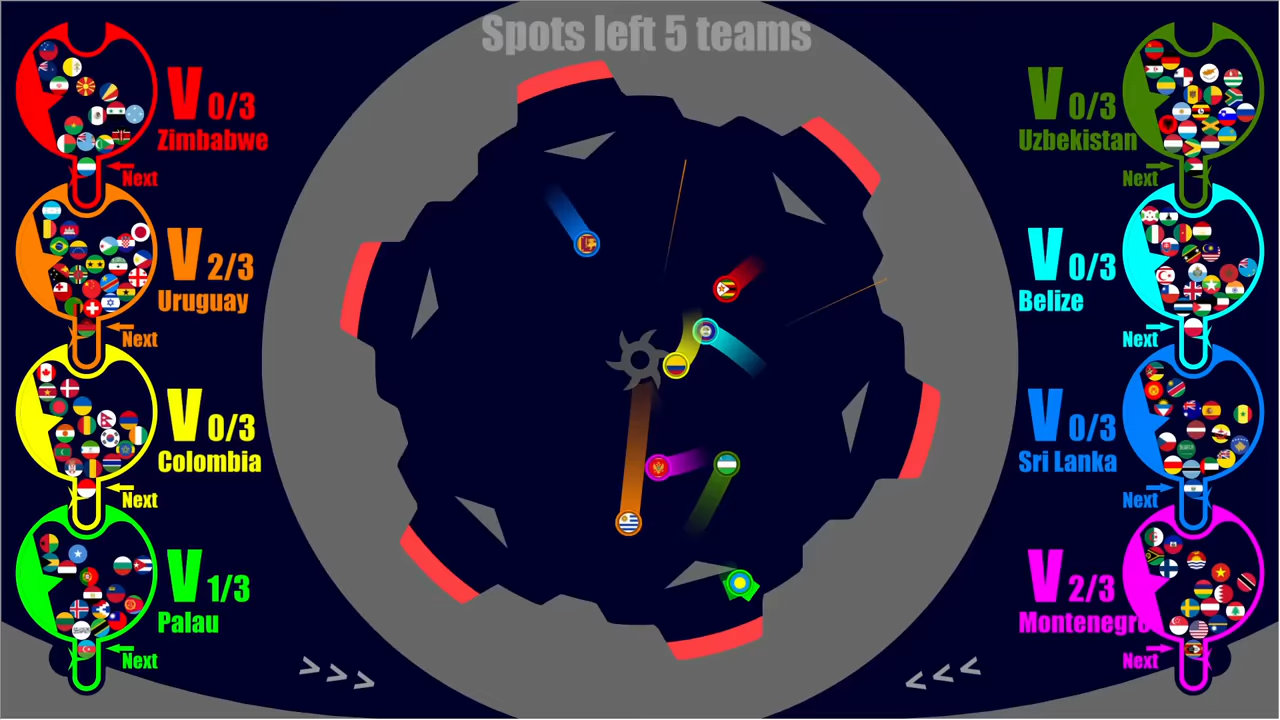 Spots left 5 teams
V 0/3
Zimbabwe
Next
V 2/3
Uruguay
Next
V 0/3
Colombia
Next
V 1/3
Palau
Next
V 0/3
Uzbekistan
Next
V 0/3
Belize
Next
V 0/3
Sri Lanka
Next
V 2/3
Montenegro
Next